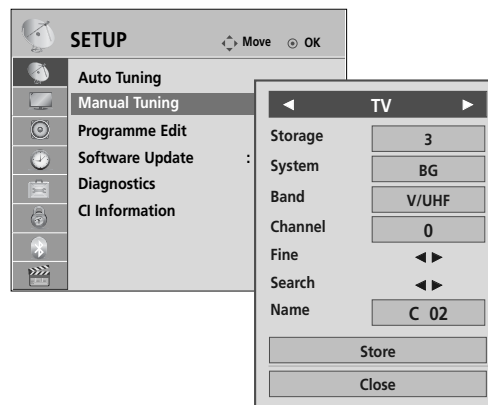 SETUP
Move OK
Auto Tuning
Manual Tuning
Programme Edit
Software Update :
Diagnostics
CI Information
◄ TV ►
Storage 3
System BG
Band V/UHF
Channel 0
Fine ◄ ►
Search ◄ ►
Name C 02
Store
Close